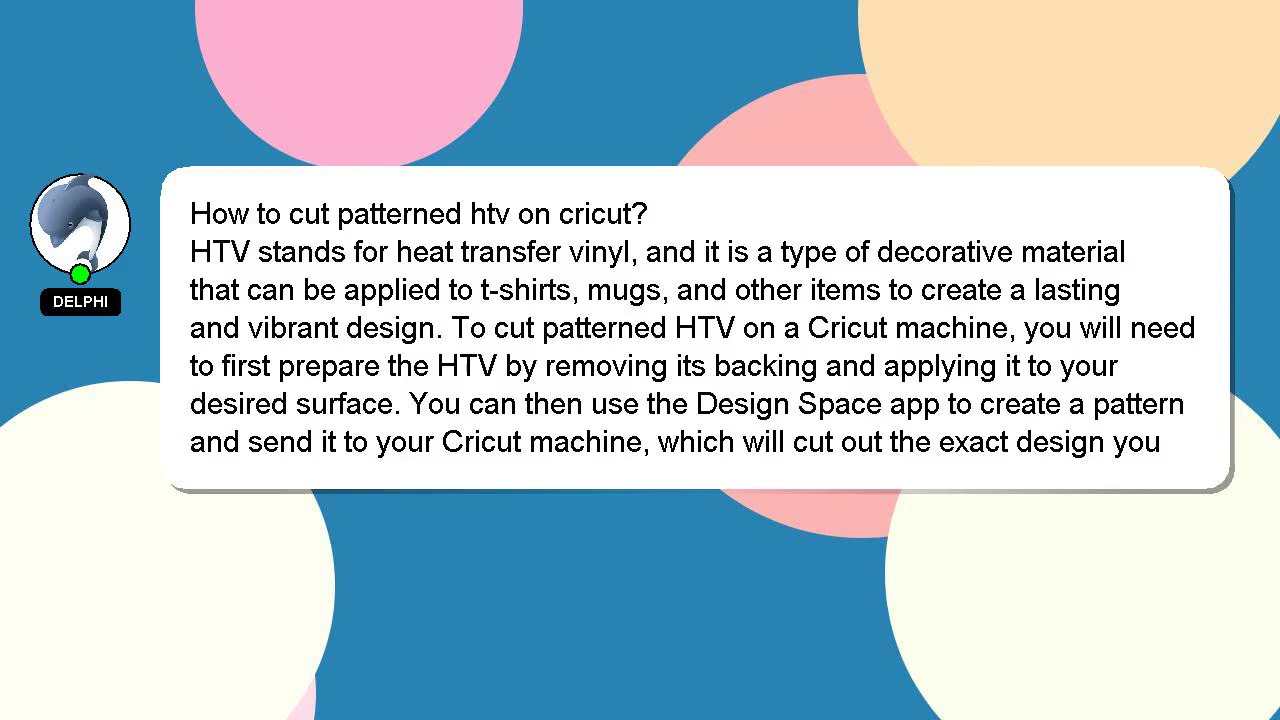 How to cut patterned htv on cricut?
HTV stands for heat transfer vinyl, and it is a type of decorative material
that can be applied to t-shirts, mugs, and other items to create a lasting
and vibrant design. To cut patterned HTV on a Cricut machine, you will need
to first prepare the HTV by removing its backing and applying it to your
desired surface. You can then use the Design Space app to create a pattern
and send it to your Cricut machine, which will cut out the exact design you
DELPHI